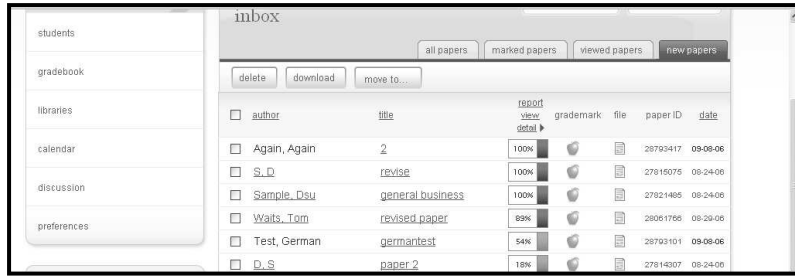 inbox
students
gradebook
libraries
calendar
discussion
preferences
all papers marked papers viewed papers new papers
delete download move to...
author title report view detail grademark file paper ID date
Again, Again 2 100% 28793417 09-08-06
S, D revise 100% 27815075 08-24-06
Sample, Dsu general business 100% 27821485 08-24-06
Waits, Tom revised paper 89% 28061766 08-29-06
Test, German germantest 54% 28793101 09-08-06
D, S paper 2 18% 27814307 08-24-06